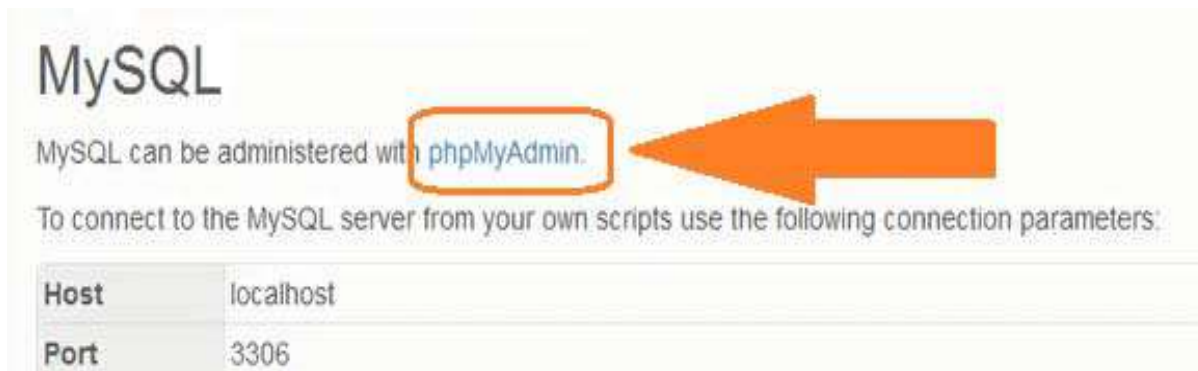 MySQL
MySQL can be administered with phpMyAdmin.
To connect to the MySQL server from your own scripts use the following connection parameters:
Host localhost
Port 3306